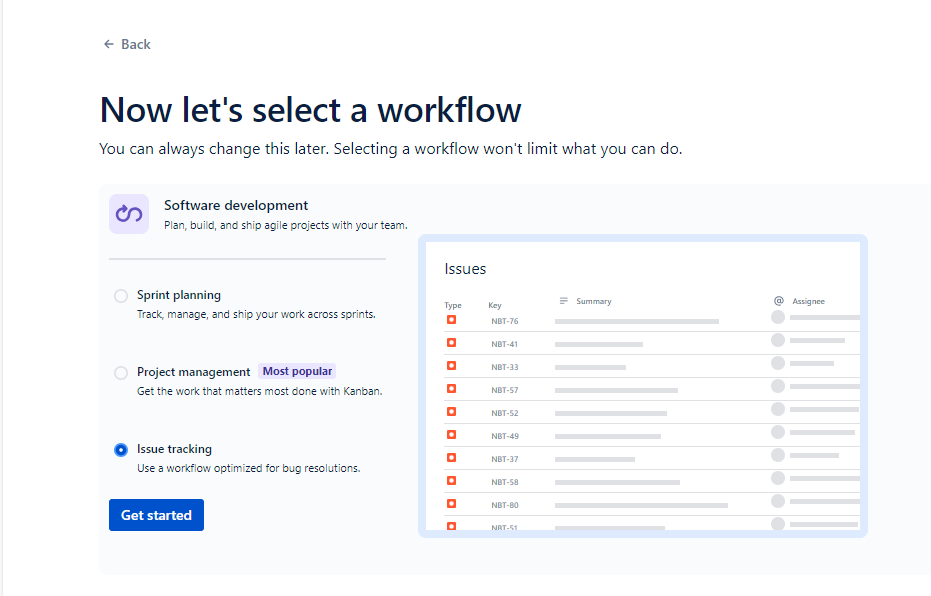 Back
Now let's select a workflow
You can always change this later. Selecting a workflow won't limit what you can do.
Software development
Plan, build, and ship agile projects with your team.
Sprint planning
Track, manage, and ship your work across sprints.
Project management Most popular
Get the work that matters most done with Kanban.
Issue tracking
Use a workflow optimized for bug resolutions.
Get started
Issues
Type Key Summary @ Assignee
NBT-76
NBT-41
NBT-33
NBT-57
NBT-52
NBT-49
NBT-37
NBT-58
NBT-80
NBT-51